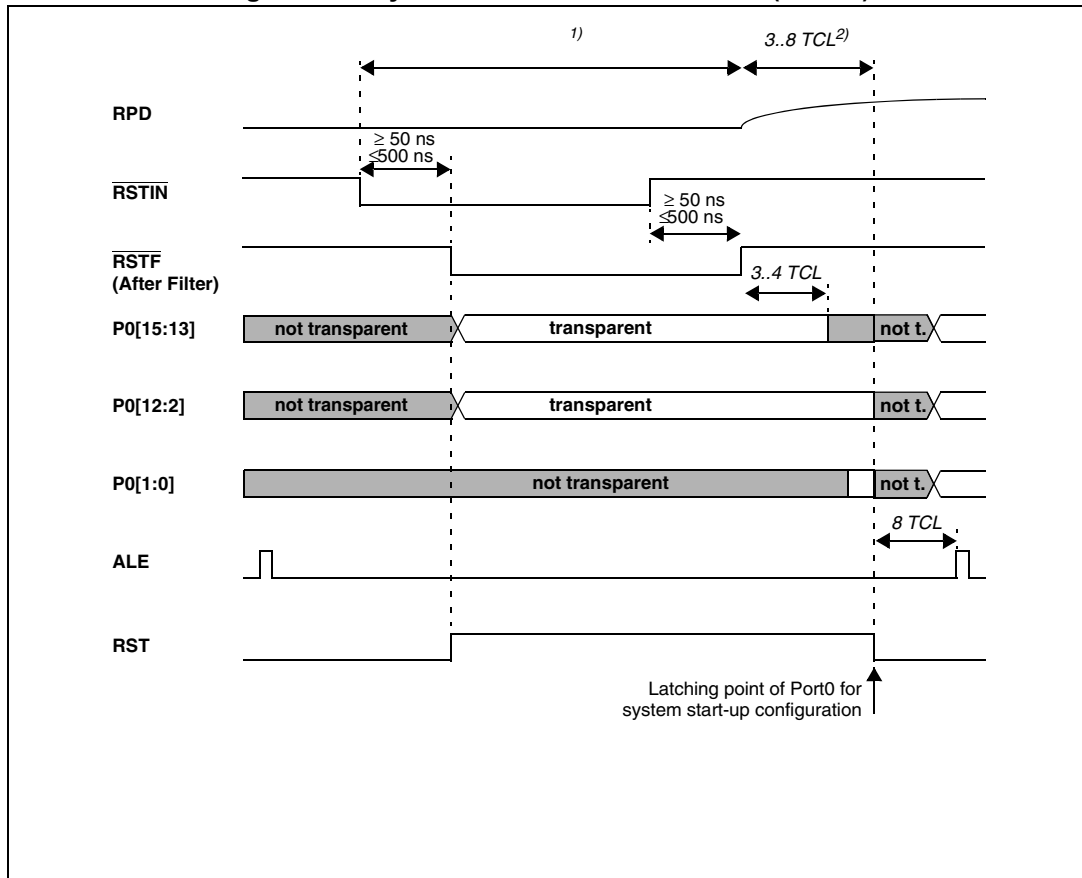 1)
3..8 TCL2)
RPD
≥ 50 ns
≤500 ns
RSTIN
≥ 50 ns
≤500 ns
RSTF
(After Filter)
3..4 TCL
P0[15:13]
not transparent
transparent
not t.
P0[12:2]
not transparent
transparent
not t.
P0[1:0]
not transparent
not t.
8 TCL
ALE
RST
Latching point of Port0 for
system start-up configuration